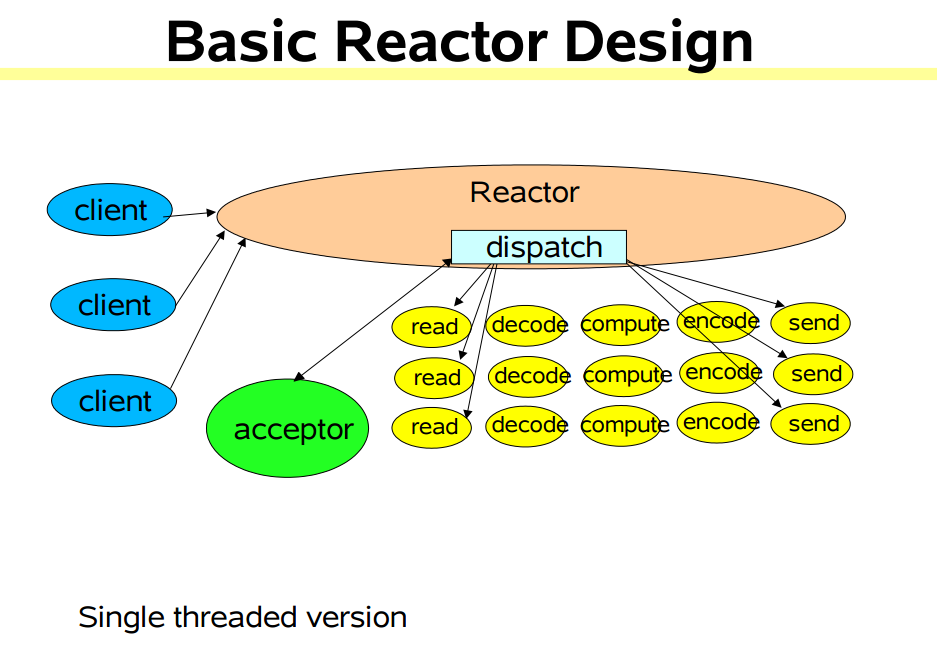 Basic Reactor Design
Reactor
client
dispatch
client
read decode compute encode send
read decode compute encode send
client
acceptor
read decode compute encode send
Single threaded version